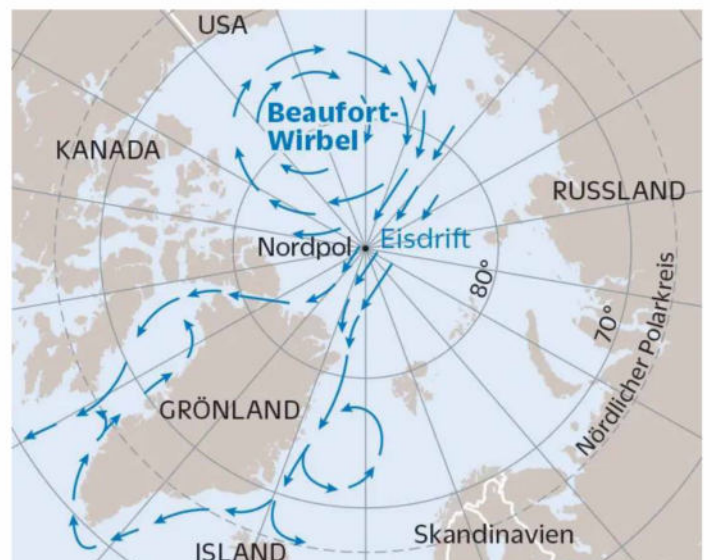 USA
Beaufort-
Wirbel
KANADA
RUSSLAND
Nordpol
Eisdrift
80°
70°
Nördlicher Polarkreis
GRÖNLAND
Skandinavien
ISLAND